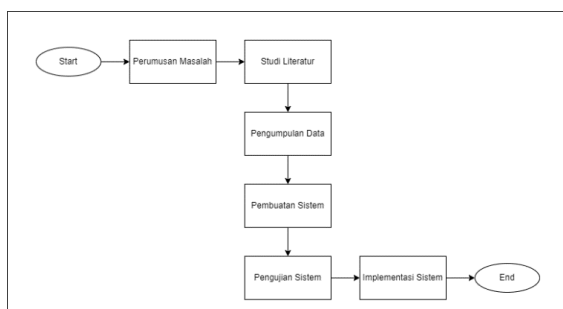 Start
Perumusan Masalah
Studi Literatur
Pengumpulan Data
Pembuatan Sistem
Pengujian Sistem
Implementasi Sistem
End